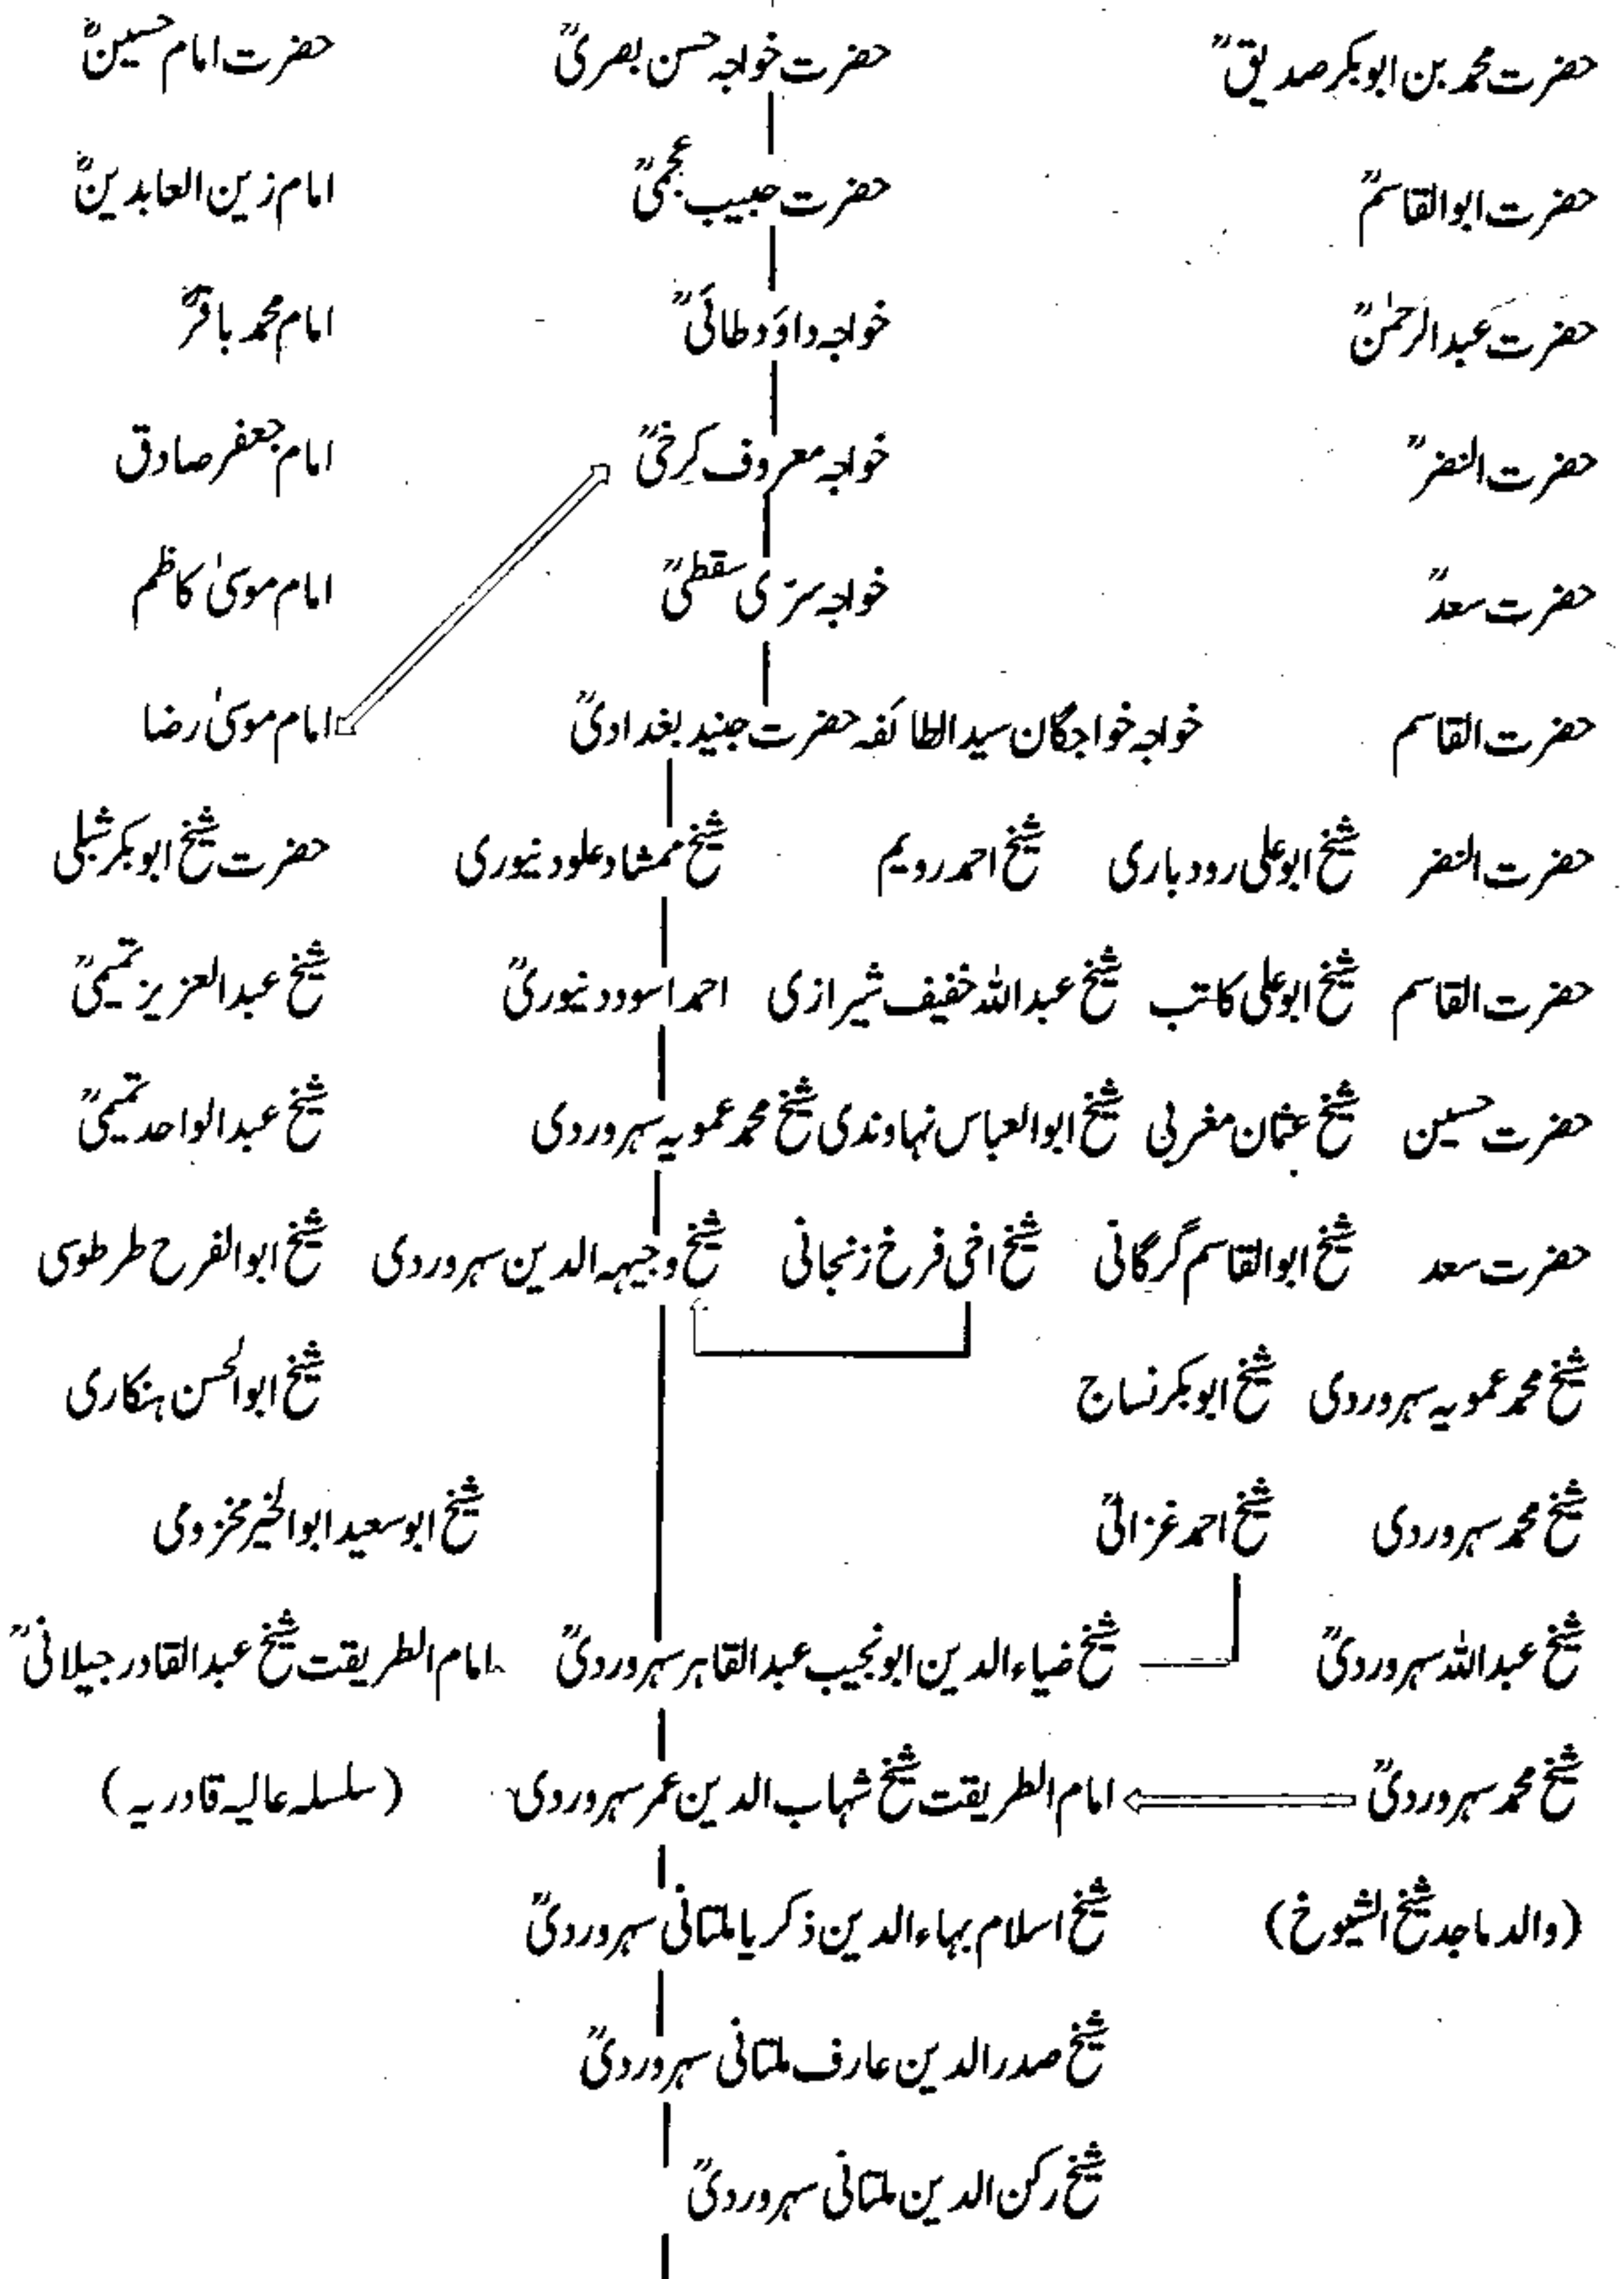 حضرت محمد بن ابوبکر صدیقؓ حضرت خواجہ حسن بصریؒ حضرت امام حسینؓ
حضرت ابوالقاسمؒ حضرت حبیب عجمیؒ امام زین العابدینؓ
حضرت عبدالرحمٰنؒ خواجہ داؤد طائیؒ امام محمد باقرؓ
حضرت النضرؒ خواجہ معروف کرخیؒ امام جعفر صادق
حضرت سعدؒ خواجہ سرّی سقطیؒ امام موسیٰ کاظم
حضرت القاسم خواجہ خواجگان سید الطائفہ حضرت جنید بغدادیؒ امام موسیٰ رضا
حضرت النضر شیخ ابوعلی رودباری شیخ احمد رویم شیخ ممشاد علو دنیوری حضرت شیخ ابوبکر شبلی
حضرت القاسم شیخ ابوعلی کاتب شیخ عبداللہ خفیف شیرازی احمد اسود دنیوریؒ شیخ عبدالعزیز تمیمیؒ
حضرت حسین شیخ عثمان مغربی شیخ ابوالعباس نہاوندی شیخ محمد عمویہ سہروردی شیخ عبدالواحد تمیمیؒ
حضرت سعد شیخ ابوالقاسم گرگانی شیخ اخی فرخ زنجانی شیخ وجیہہ الدین سہروردی شیخ ابوالفرح طرطوسی
شیخ محمد عمویہ سہروردی شیخ ابوبکر نساج شیخ ابوالحسن ہنکاری
شیخ محمد سہروردی شیخ احمد غزالیؒ شیخ ابوسعید ابوالخیر مخزومی
شیخ عبداللہ سہروردیؒ شیخ ضیاء الدین ابونجیب عبدالقاہر سہروردیؒ امام الطریقت شیخ عبدالقادر جیلانیؒ
شیخ محمد سہروردیؒ امام الطریقت شیخ شہاب الدین عمر سہروردی (سلسلہ عالیہ قادریہ)
(والد ماجد شیخ الشیوخ) شیخ اسلام بہاء الدین ذکریا ملتانی سہروردیؒ
شیخ صدر الدین عارف ملتانی سہروردیؒ
شیخ رکن الدین ملتانی سہروردیؒ